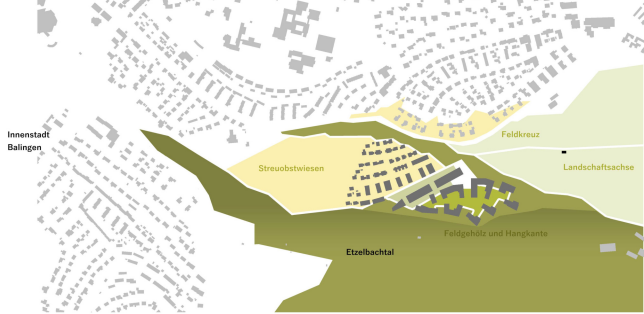 Feldkreuz
Innenstadt
Balingen
Streuobstwiesen
Landschaftsachse
Feldgehölz und Hangkante
Etzelbachtal